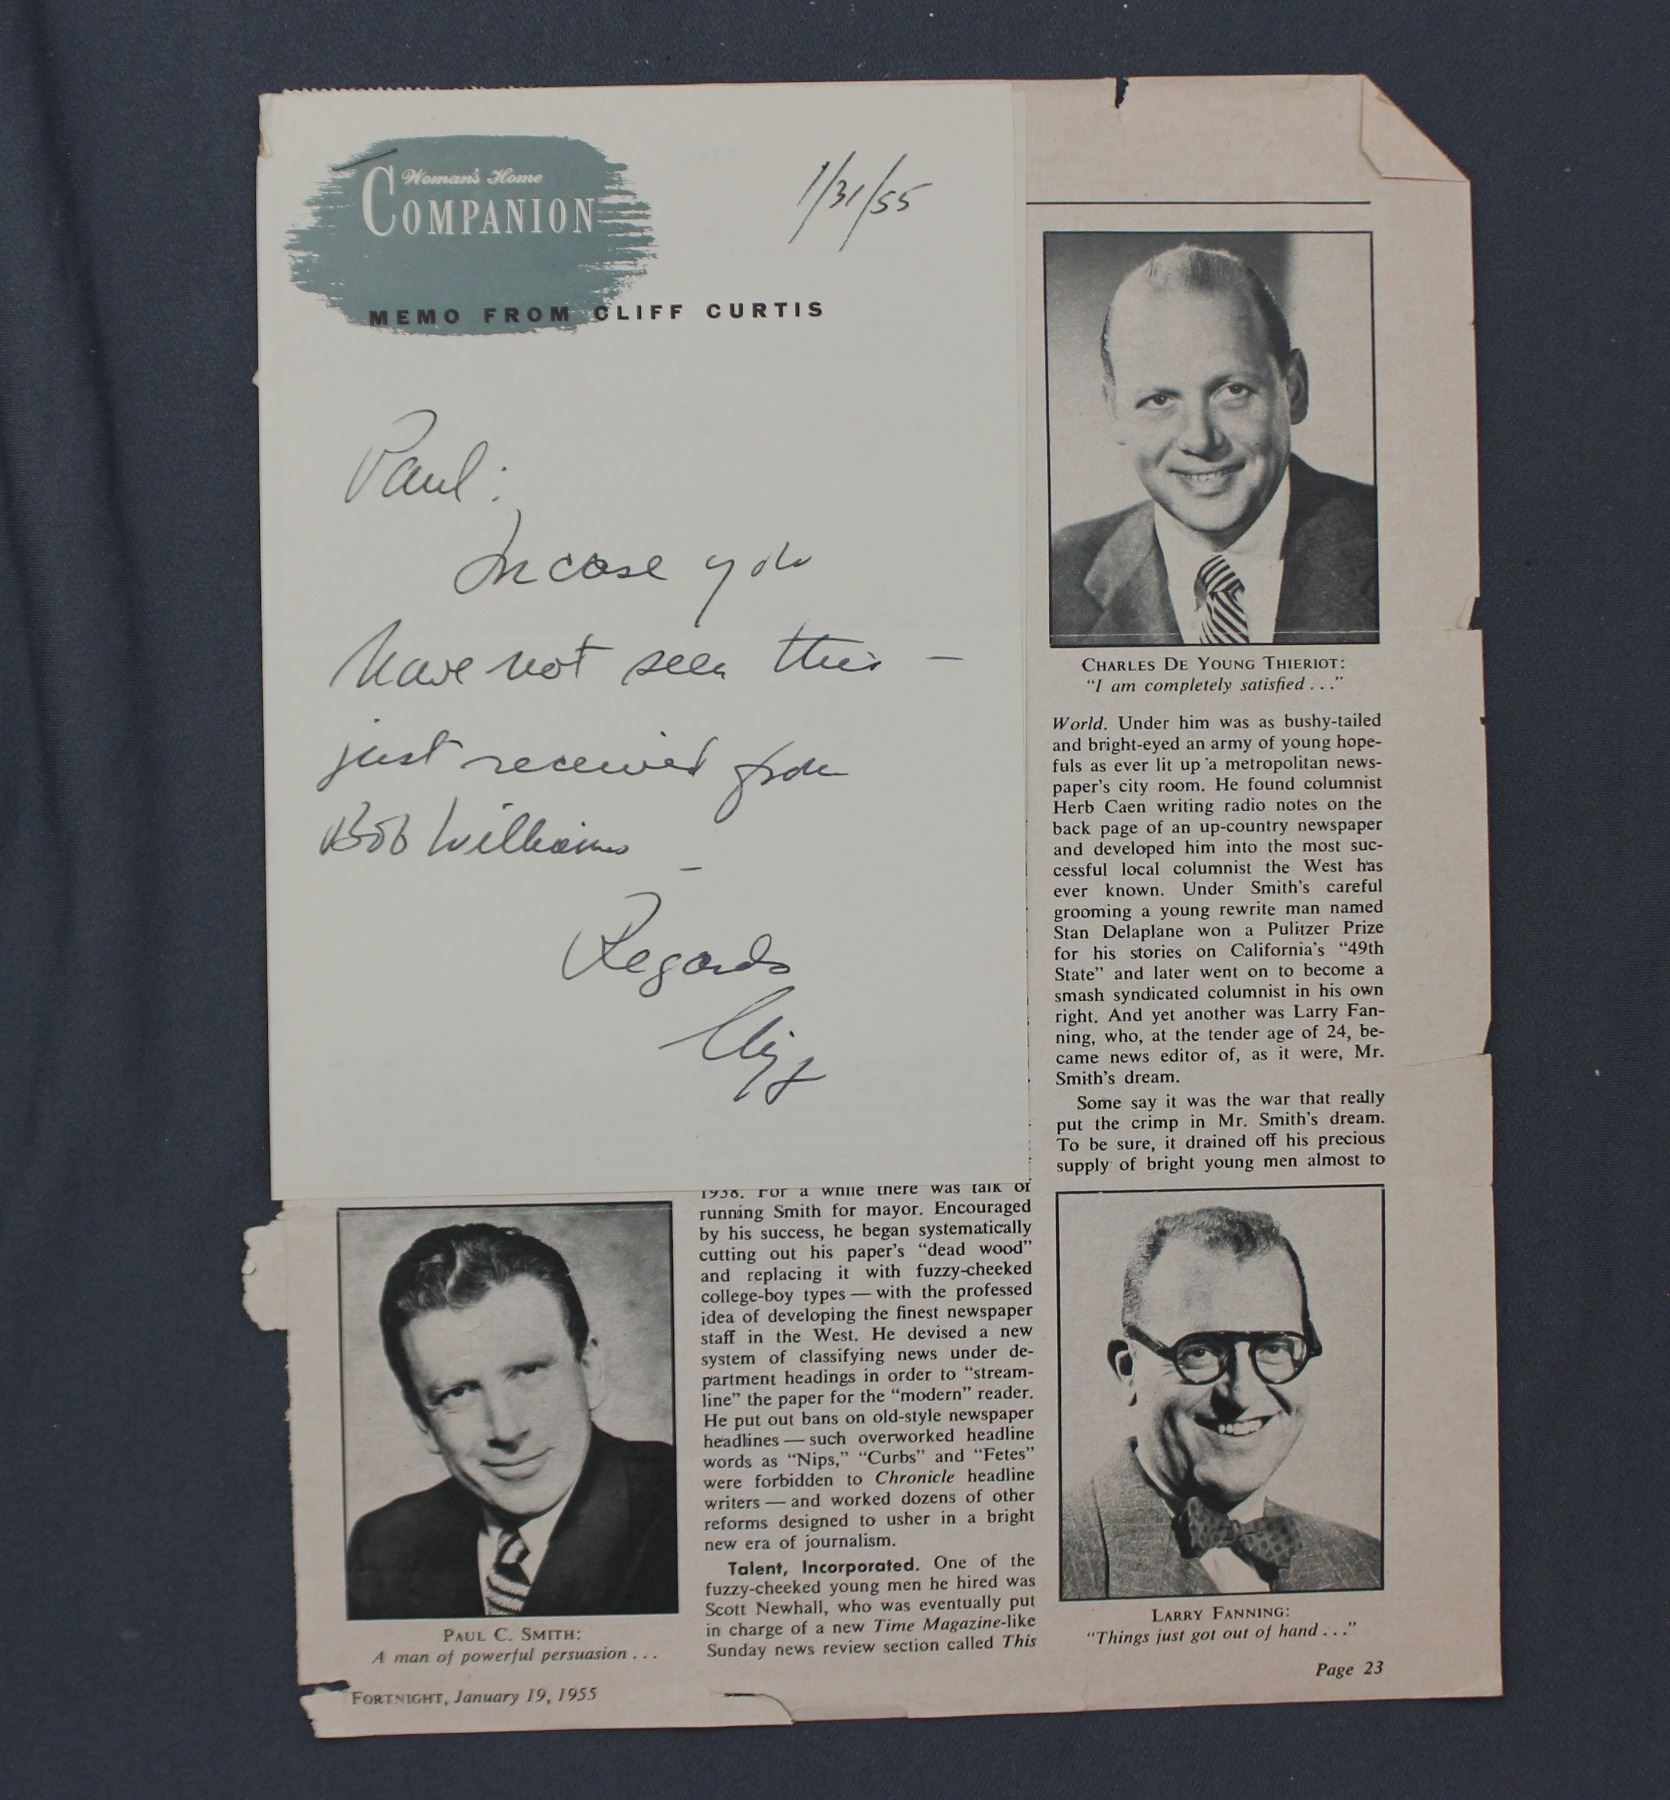 Woman's Home
COMPANION
1/31/55
MEMO FROM CLIFF CURTIS
Paul:
In case you
have not seen this —
just received from
Bob Williams —
Regards
Cliff
CHARLES DE YOUNG THIERIOT:
"I am completely satisfied . . ."
World. Under him was as bushy-tailed
and bright-eyed an army of young hope-
fuls as ever lit up a metropolitan news-
paper's city room. He found columnist
Herb Caen writing radio notes on the
back page of an up-country newspaper
and developed him into the most suc-
cessful local columnist the West has
ever known. Under Smith's careful
grooming a young rewrite man named
Stan Delaplane won a Pulitzer Prize
for his stories on California's "49th
State" and later went on to become a
smash syndicated columnist in his own
right. And yet another was Larry Fan-
ning, who, at the tender age of 24, be-
came news editor of, as it were, Mr.
Smith's dream.
Some say it was the war that really
put the crimp in Mr. Smith's dream.
To be sure, it drained off his precious
supply of bright young men almost to
1938. For a while there was talk of
running Smith for mayor. Encouraged
by his success, he began systematically
cutting out his paper's "dead wood"
and replacing it with fuzzy-cheeked
college-boy types — with the professed
idea of developing the finest newspaper
staff in the West. He devised a new
system of classifying news under de-
partment headings in order to "stream-
line" the paper for the "modern" reader.
He put out bans on old-style newspaper
headlines — such overworked headline
words as "Nips," "Curbs" and "Fetes"
were forbidden to Chronicle headline
writers — and worked dozens of other
reforms designed to usher in a bright
new era of journalism.
Talent, Incorporated. One of the
fuzzy-cheeked young men he hired was
Scott Newhall, who was eventually put
in charge of a new Time Magazine-like
Sunday news review section called This
PAUL C. SMITH:
A man of powerful persuasion . . .
LARRY FANNING:
"Things just got out of hand . . ."
Page 23
FORTNIGHT, January 19, 1955